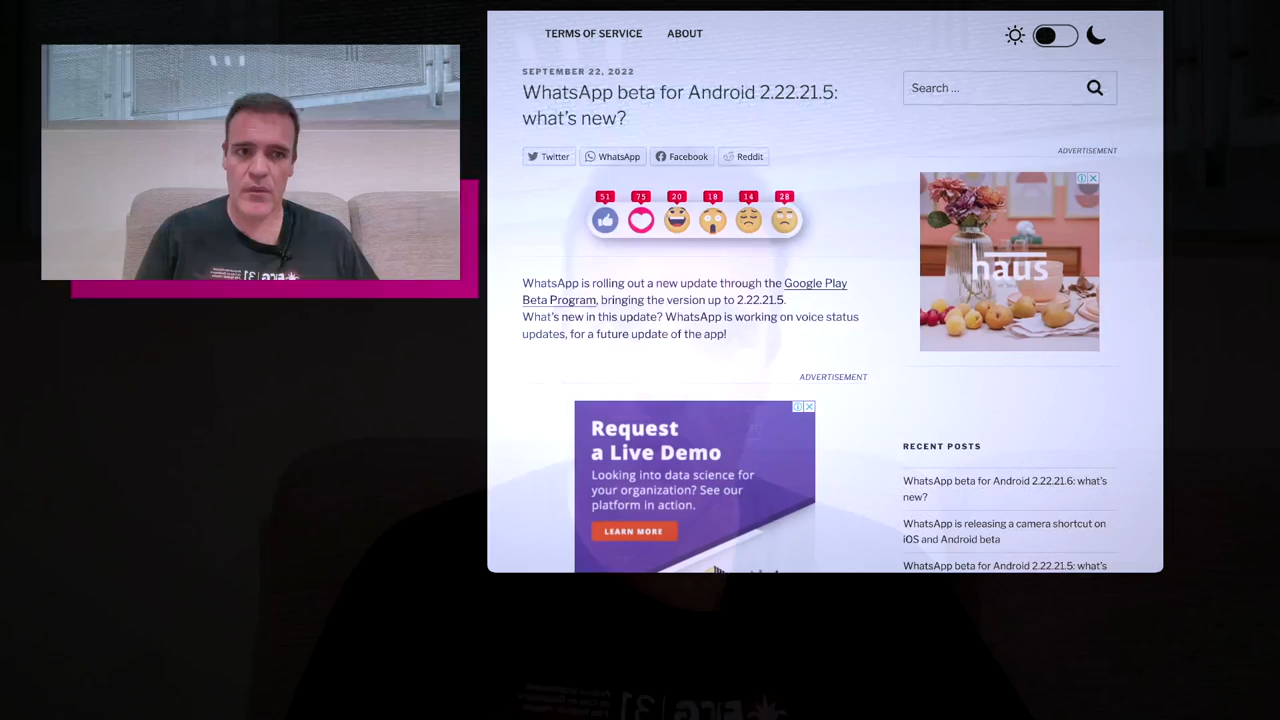 TERMS OF SERVICE ABOUT
SEPTEMBER 22, 2022
WhatsApp beta for Android 2.22.21.5:
what’s new?
Twitter WhatsApp Facebook Reddit
51 75 20 18 14 28
WhatsApp is rolling out a new update through the Google Play
Beta Program, bringing the version up to 2.22.21.5.
What’s new in this update? WhatsApp is working on voice status
updates, for a future update of the app!
ADVERTISEMENT
Request
a Live Demo
Looking into data science for
your organization? See our
platform in action.
LEARN MORE
Search …
ADVERTISEMENT
haus
RECENT POSTS
WhatsApp beta for Android 2.22.21.6: what’s
new?
WhatsApp is releasing a camera shortcut on
iOS and Android beta
WhatsApp beta for Android 2.22.21.5: what’s